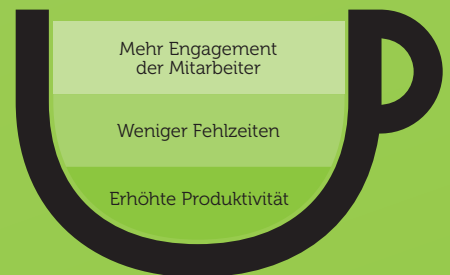 Mehr Engagement
der Mitarbeiter
Weniger Fehlzeiten
Erhöhte Produktivität